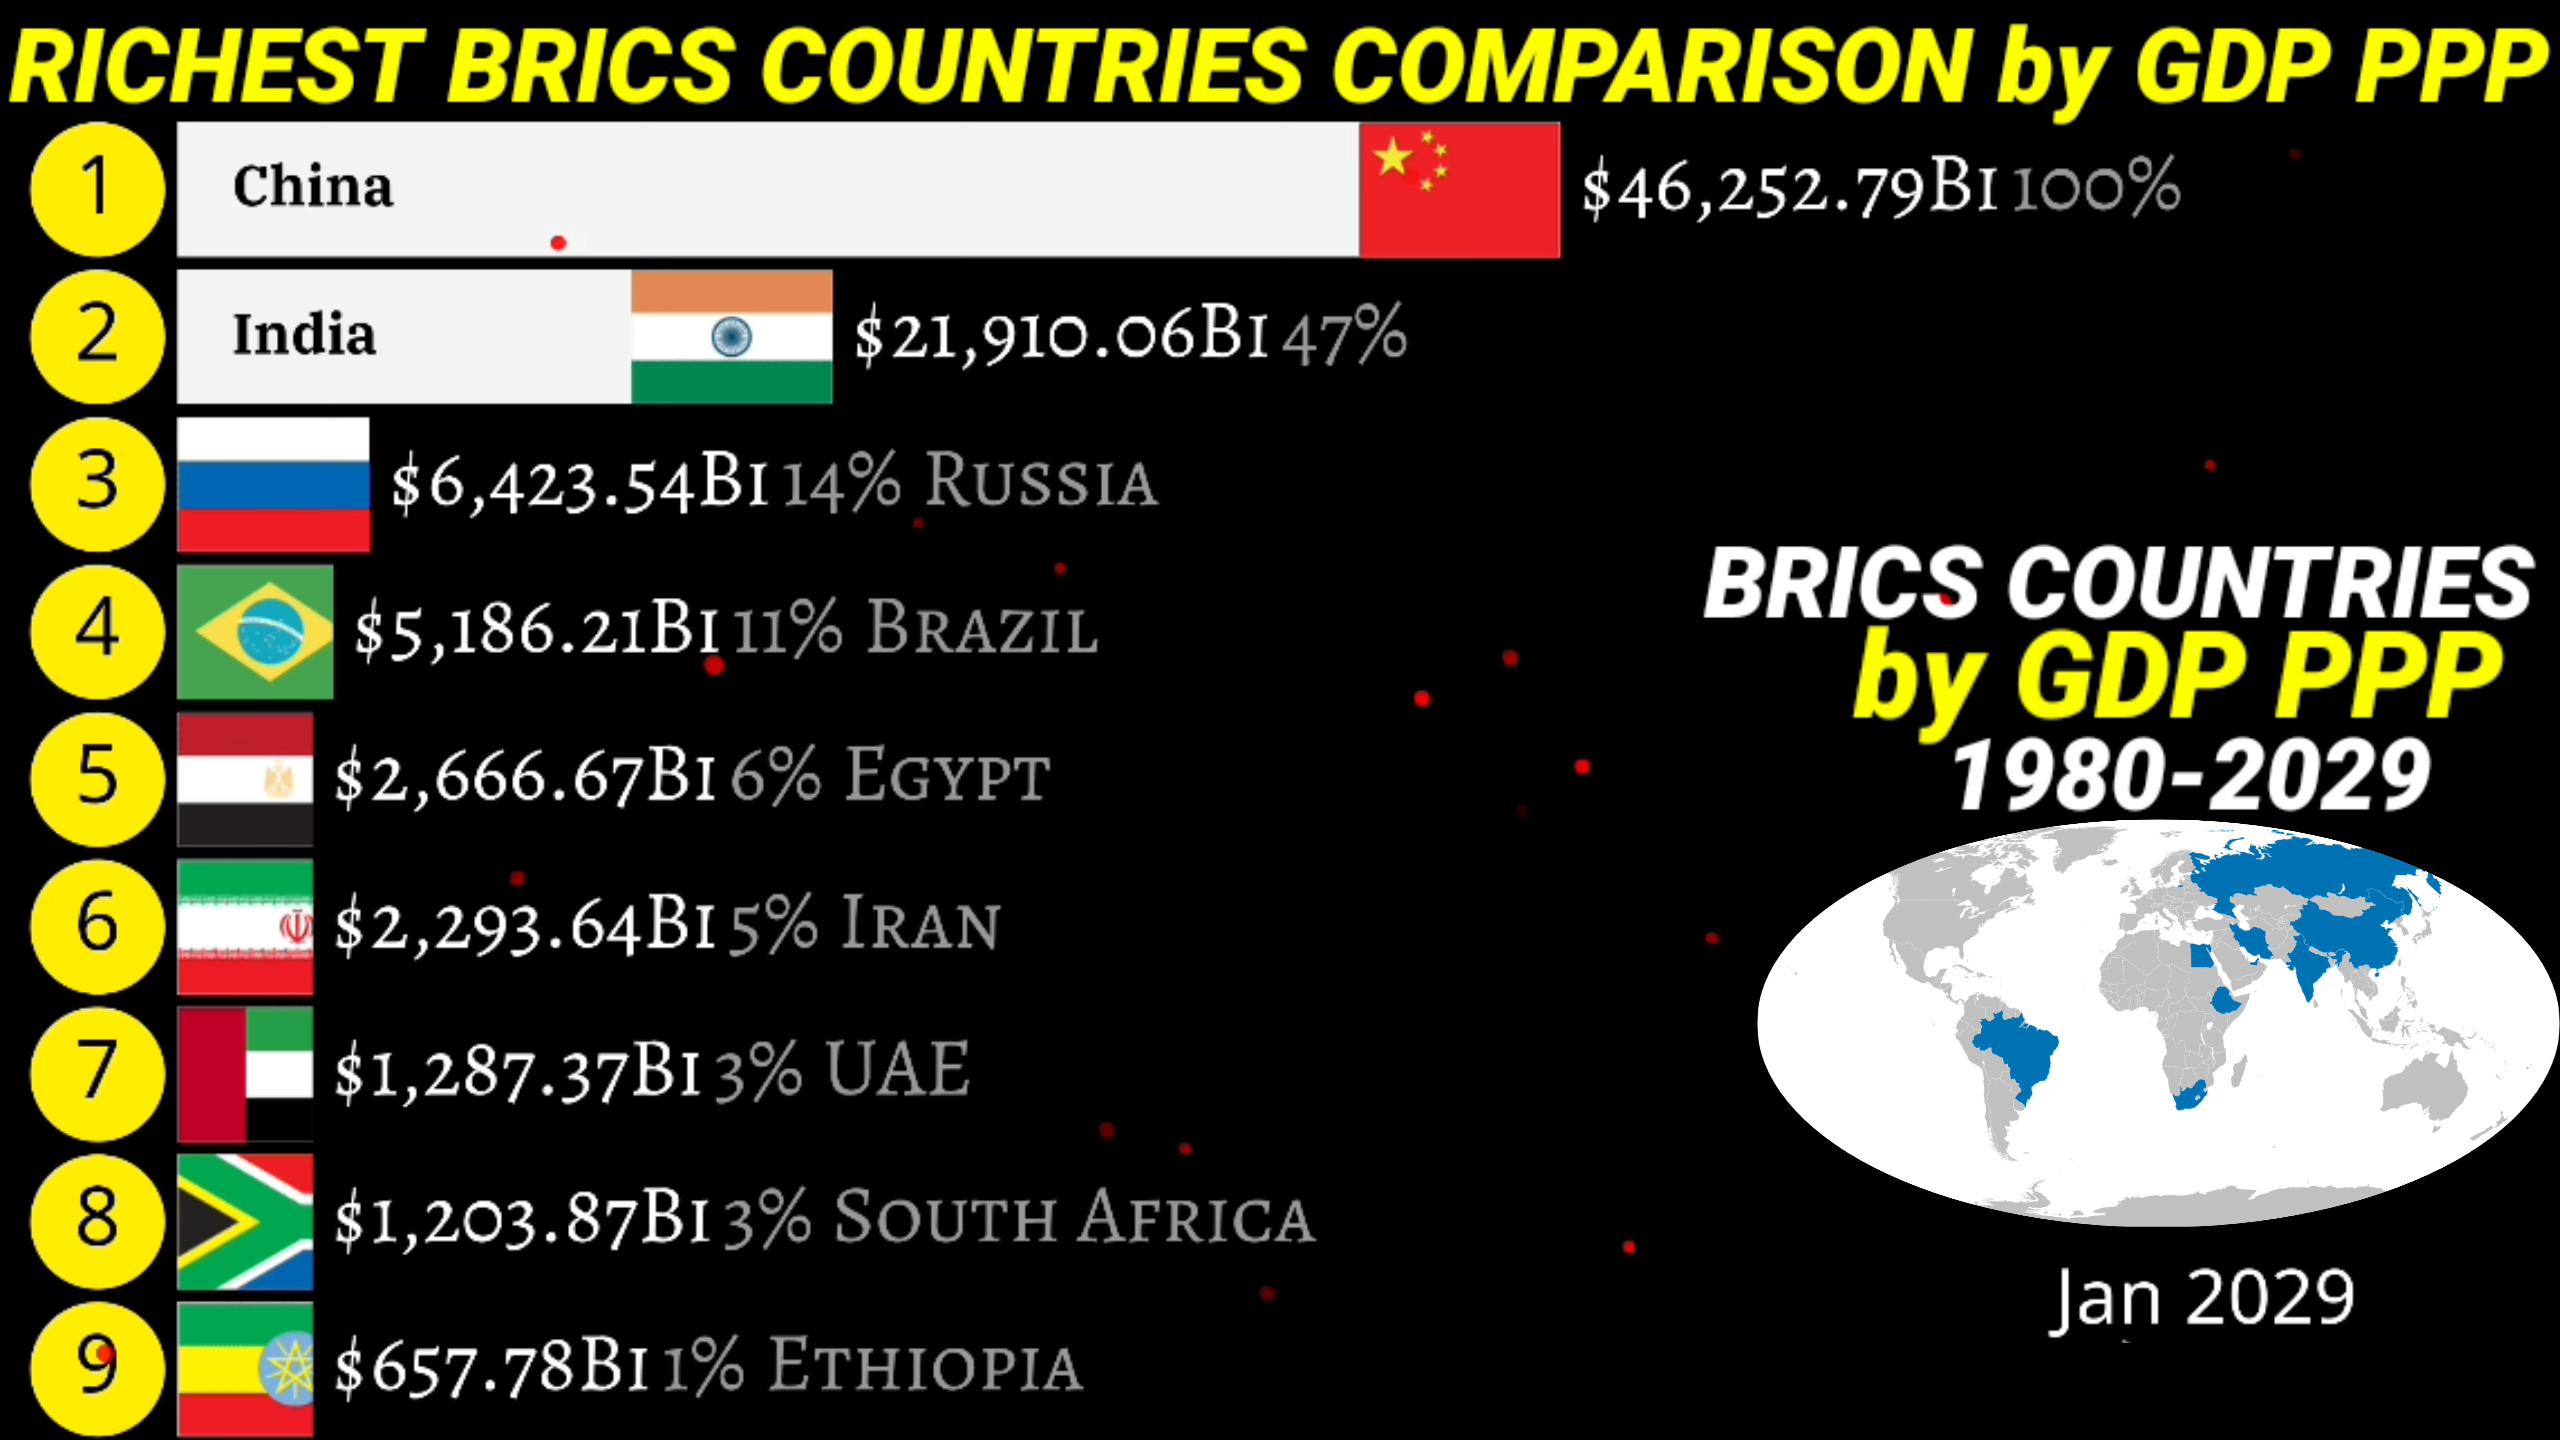 RICHEST BRICS COUNTRIES COMPARISON by GDP PPP
1 China $46,252.79Bi 100%
2 India $21,910.06Bi 47%
3 $6,423.54Bi 14% Russia
4 $5,186.21Bi 11% Brazil
5 $2,666.67Bi 6% Egypt
6 $2,293.64Bi 5% Iran
7 $1,287.37Bi 3% UAE
8 $1,203.87Bi 3% South Africa
9 $657.78Bi 1% Ethiopia
BRICS COUNTRIES
by GDP PPP
1980-2029
Jan 2029